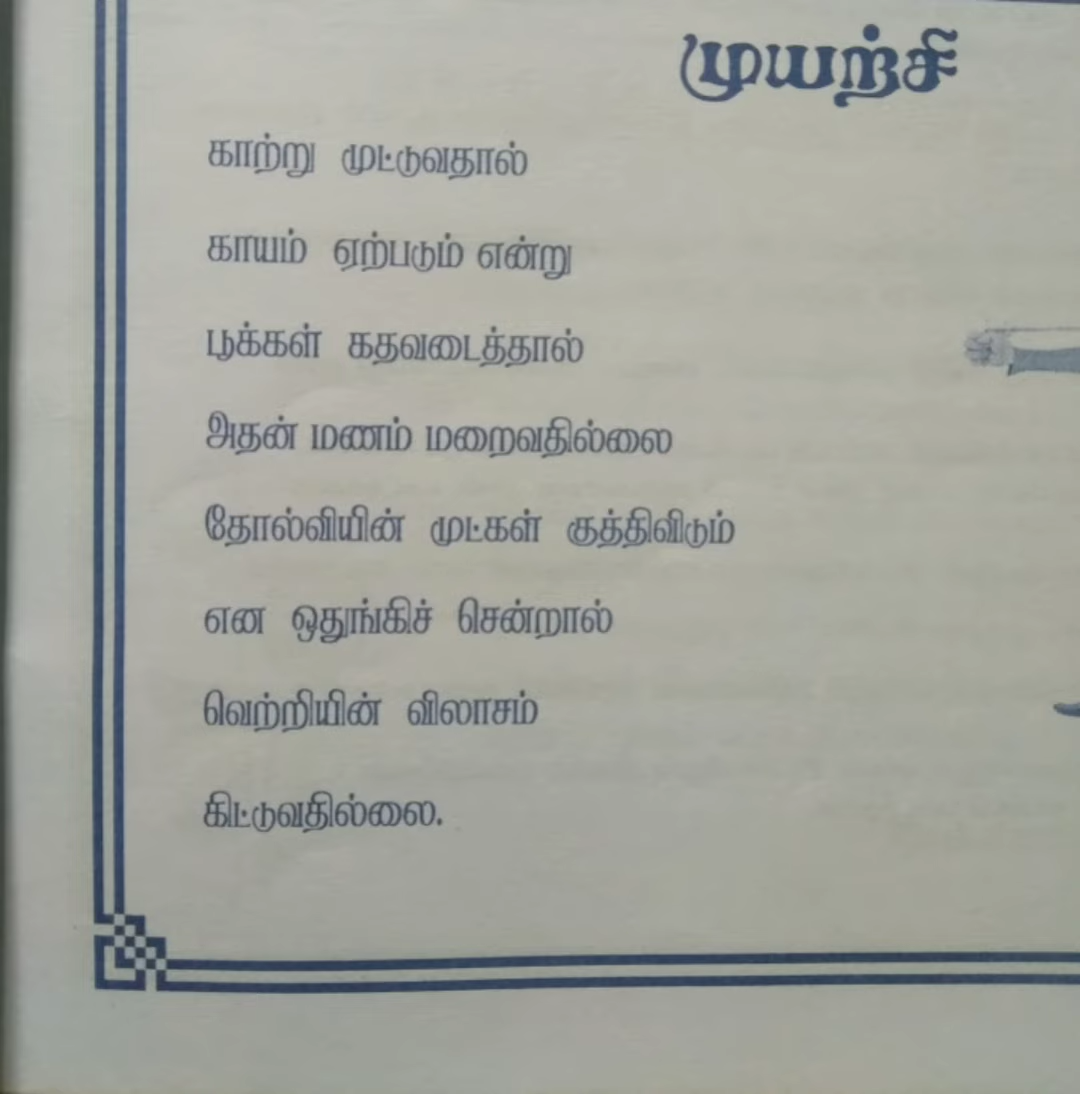 முயற்சி
காற்று முட்டுவதால்
காயம் ஏற்படும் என்று
பூக்கள் கதவடைத்தால்
அதன் மணம் மறைவதில்லை
தோல்வியின் முட்கள் குத்திவிடும்
என ஒதுங்கிச் சென்றால்
வெற்றியின் விலாசம்
கிட்டுவதில்லை.